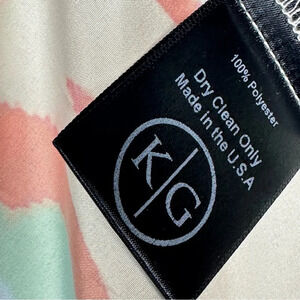 100% Polyester
Dry Clean Only
Made in the U.S.A
K|G